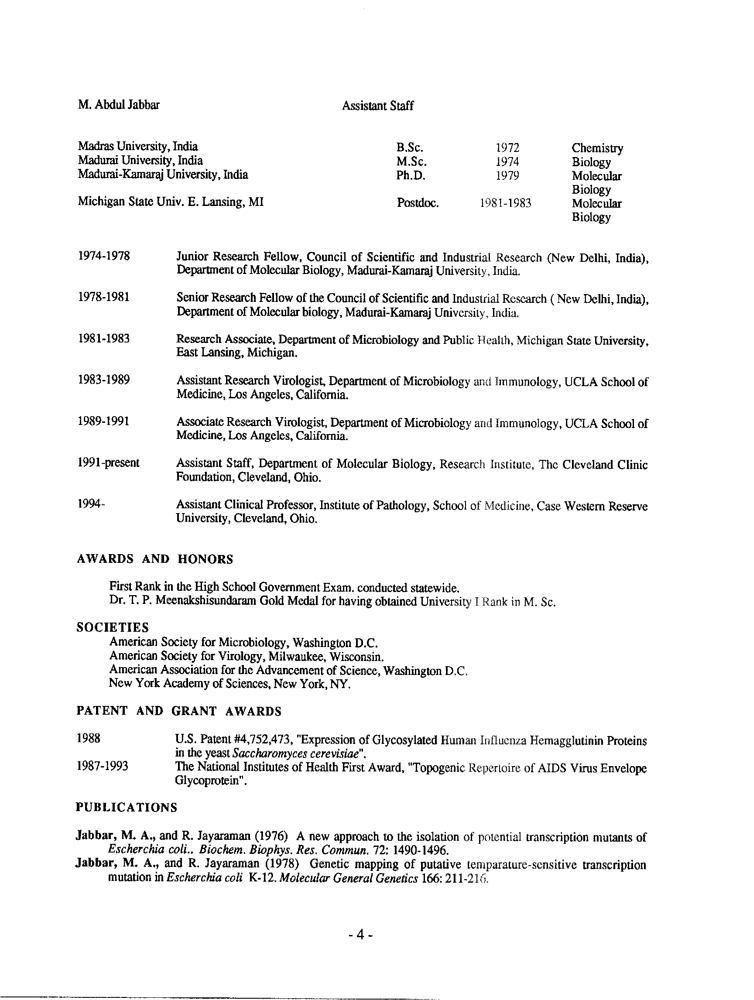 M. Abdul Jabbar Assistant Staff
Madras University, India B.Sc. 1972 Chemistry
Madurai University, India M.Sc. 1974 Biology
Madurai-Kamaraj University, India Ph.D. 1979 Molecular
Biology
Michigan State Univ. E. Lansing, MI Postdoc. 1981-1983 Molecular
Biology
1974-1978 Junior Research Fellow, Council of Scientific and Industrial Research (New Delhi, India),
Department of Molecular Biology, Madurai-Kamaraj University, India.
1978-1981 Senior Research Fellow of the Council of Scientific and Industrial Research ( New Delhi, India),
Department of Molecular biology, Madurai-Kamaraj University, India.
1981-1983 Research Associate, Department of Microbiology and Public Health, Michigan State University,
East Lansing, Michigan.
1983-1989 Assistant Research Virologist, Department of Microbiology and Immunology, UCLA School of
Medicine, Los Angeles, California.
1989-1991 Associate Research Virologist, Department of Microbiology and Immunology, UCLA School of
Medicine, Los Angeles, California.
1991-present Assistant Staff, Department of Molecular Biology, Research Institute, The Cleveland Clinic
Foundation, Cleveland, Ohio.
1994- Assistant Clinical Professor, Institute of Pathology, School of Medicine, Case Western Reserve
University, Cleveland, Ohio.
AWARDS AND HONORS
First Rank in the High School Government Exam. conducted statewide.
Dr. T. P. Meenakshisundaram Gold Medal for having obtained University I Rank in M. Sc.
SOCIETIES
American Society for Microbiology, Washington D.C.
American Society for Virology, Milwaukee, Wisconsin.
American Association for the Advancement of Science, Washington D.C.
New York Academy of Sciences, New York, NY.
PATENT AND GRANT AWARDS
1988 U.S. Patent #4,752,473, "Expression of Glycosylated Human Influenza Hemagglutinin Proteins
in the yeast Saccharomyces cerevisiae".
1987-1993 The National Institutes of Health First Award, "Topogenic Repertoire of AIDS Virus Envelope
Glycoprotein".
PUBLICATIONS
Jabbar, M. A., and R. Jayaraman (1976) A new approach to the isolation of potential transcription mutants of
Escherchia coli.. Biochem. Biophys. Res. Commun. 72: 1490-1496.
Jabbar, M. A., and R. Jayaraman (1978) Genetic mapping of putative temparature-sensitive transcription
mutation in Escherchia coli K-12. Molecular General Genetics 166: 211-216.
- 4 -